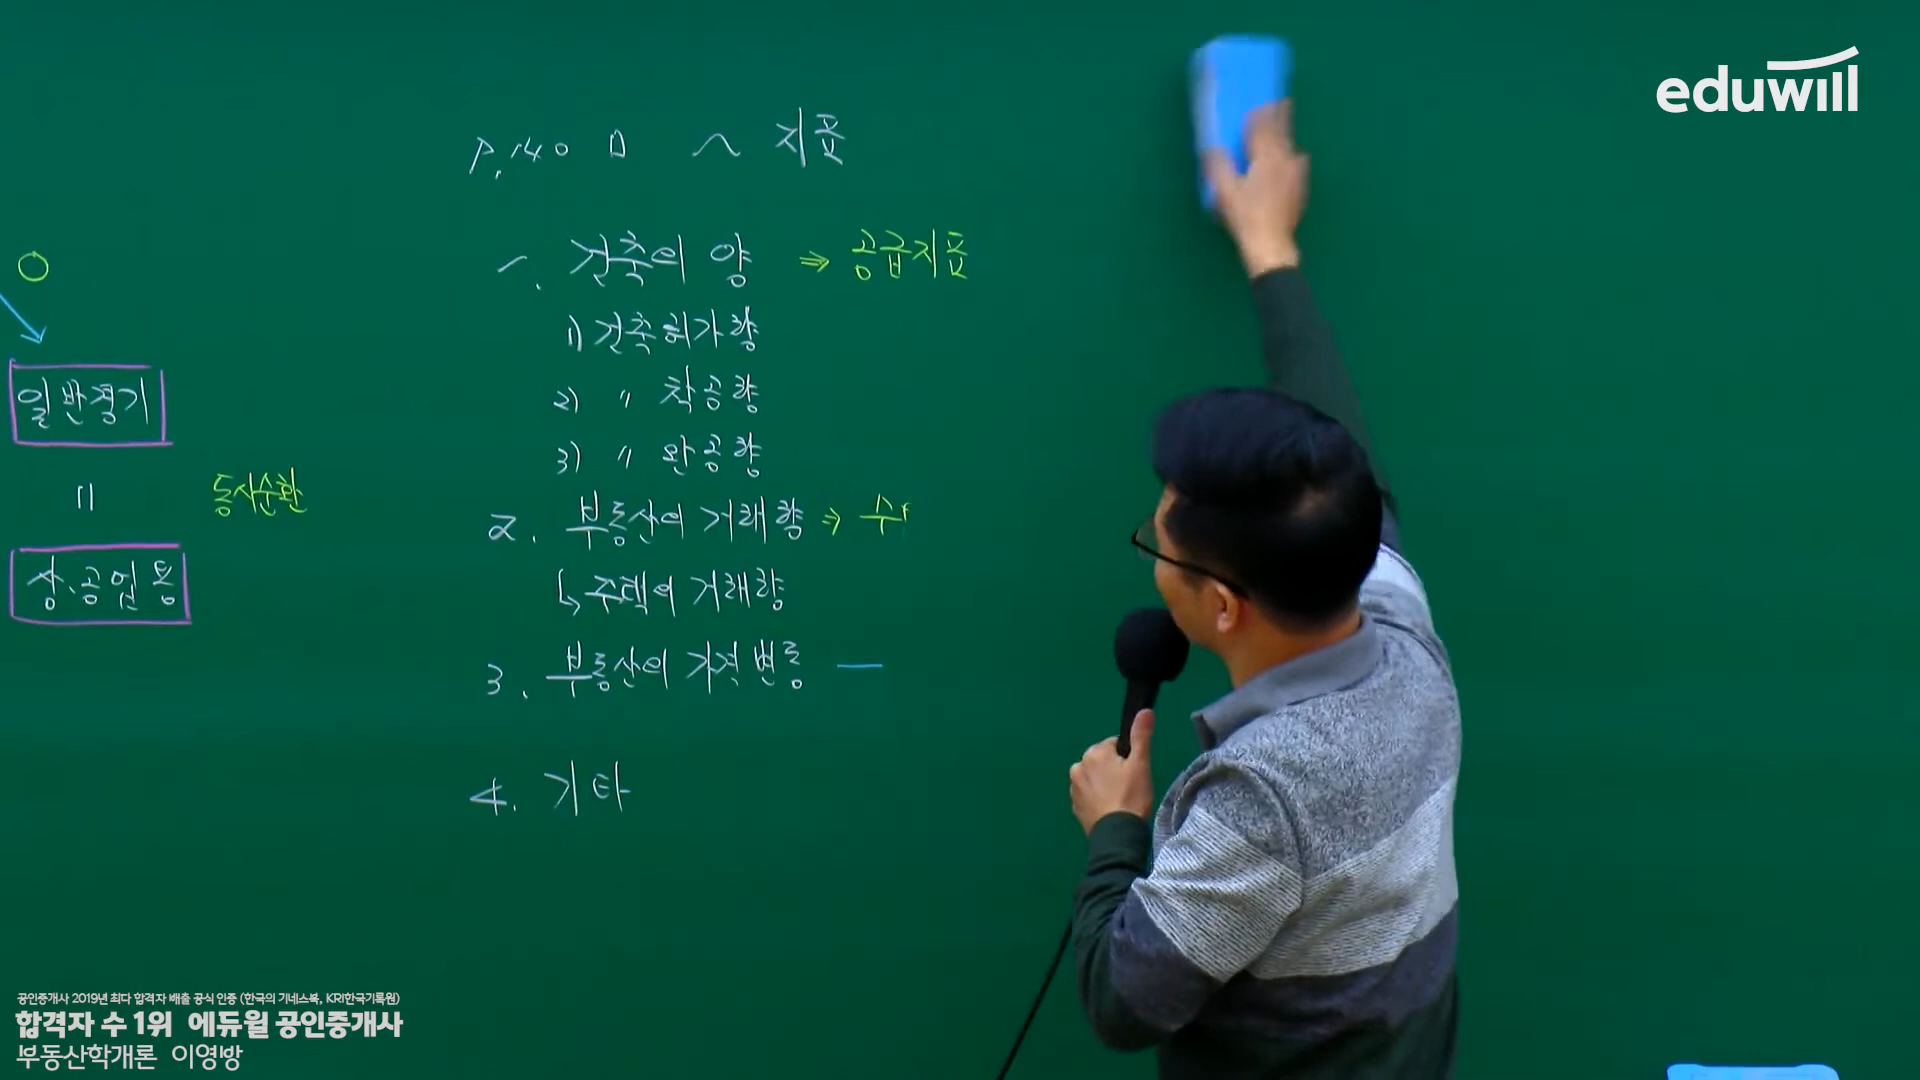 eduwill
P.140 지표
1. 건축의 양 ⇒ 공급지표
1) 건축허가량
2) 〃 착공량
3) 〃 완공량
2. 부동산의 거래량 ⇒ 수
↳ 주택의 거래량
3. 부동산의 가격변동 —
4. 기타
일반경기
||
동시순환
상.공업용
공인중개사 2019년 최다 합격자 배출 공식 인증 (한국의 기네스북, KRI한국기록원)
합격자 수 1위 에듀윌 공인중개사
부동산학개론 이영방